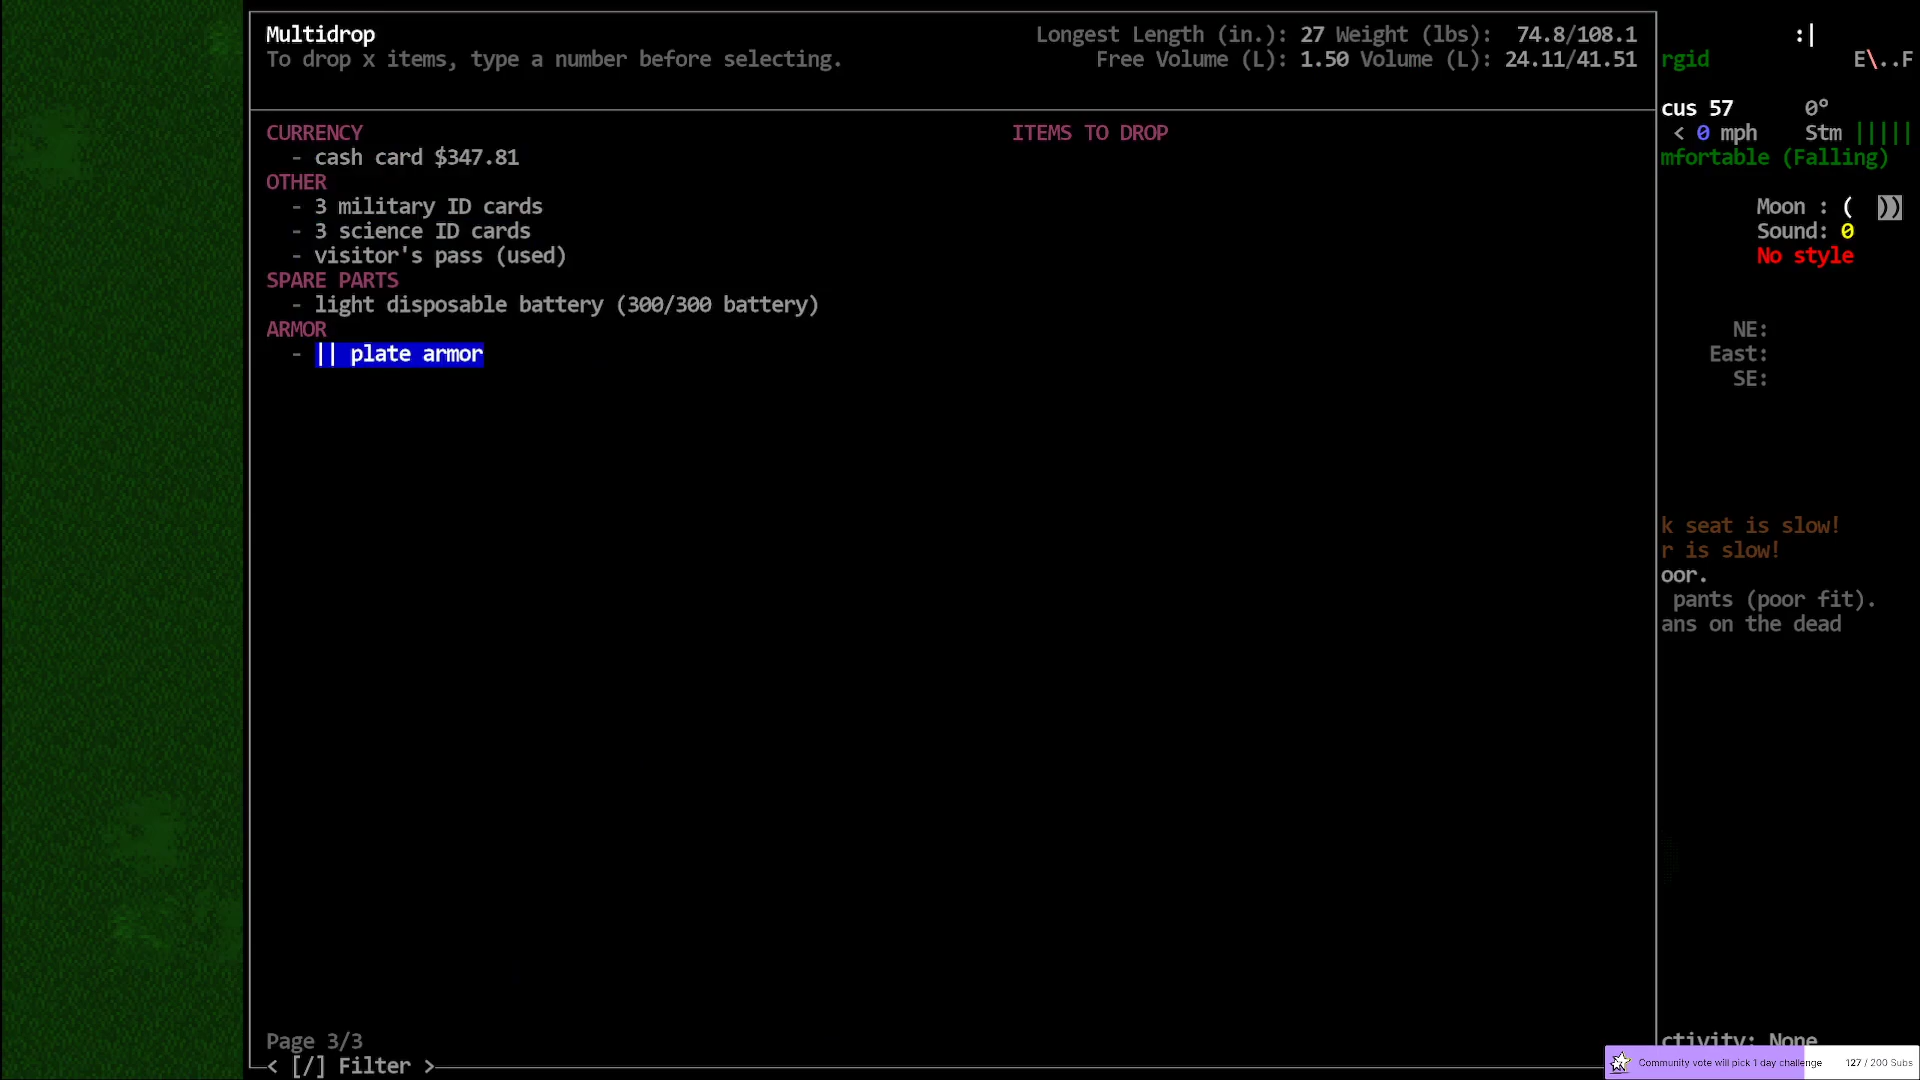 Multidrop
Longest Length (in.): 27 Weight (lbs): 74.8/108.1
:|
To drop x items, type a number before selecting.
Free Volume (L): 1.50 Volume (L): 24.11/41.51
rgid
E\..F
cus 57
0°
CURRENCY
ITEMS TO DROP
< 0 mph
Stm |||||
- cash card $347.81
mfortable (Falling)
OTHER
- 3 military ID cards
Moon : ( ))
- 3 science ID cards
Sound: 0
- visitor's pass (used)
No style
SPARE PARTS
- light disposable battery (300/300 battery)
ARMOR
NE:
- || plate armor
East:
SE:
k seat is slow!
r is slow!
oor.
pants (poor fit).
ans on the dead
Page 3/3
ctivity: None
< [/] Filter >
Community vote will pick 1 day challenge
127 / 200 Subs